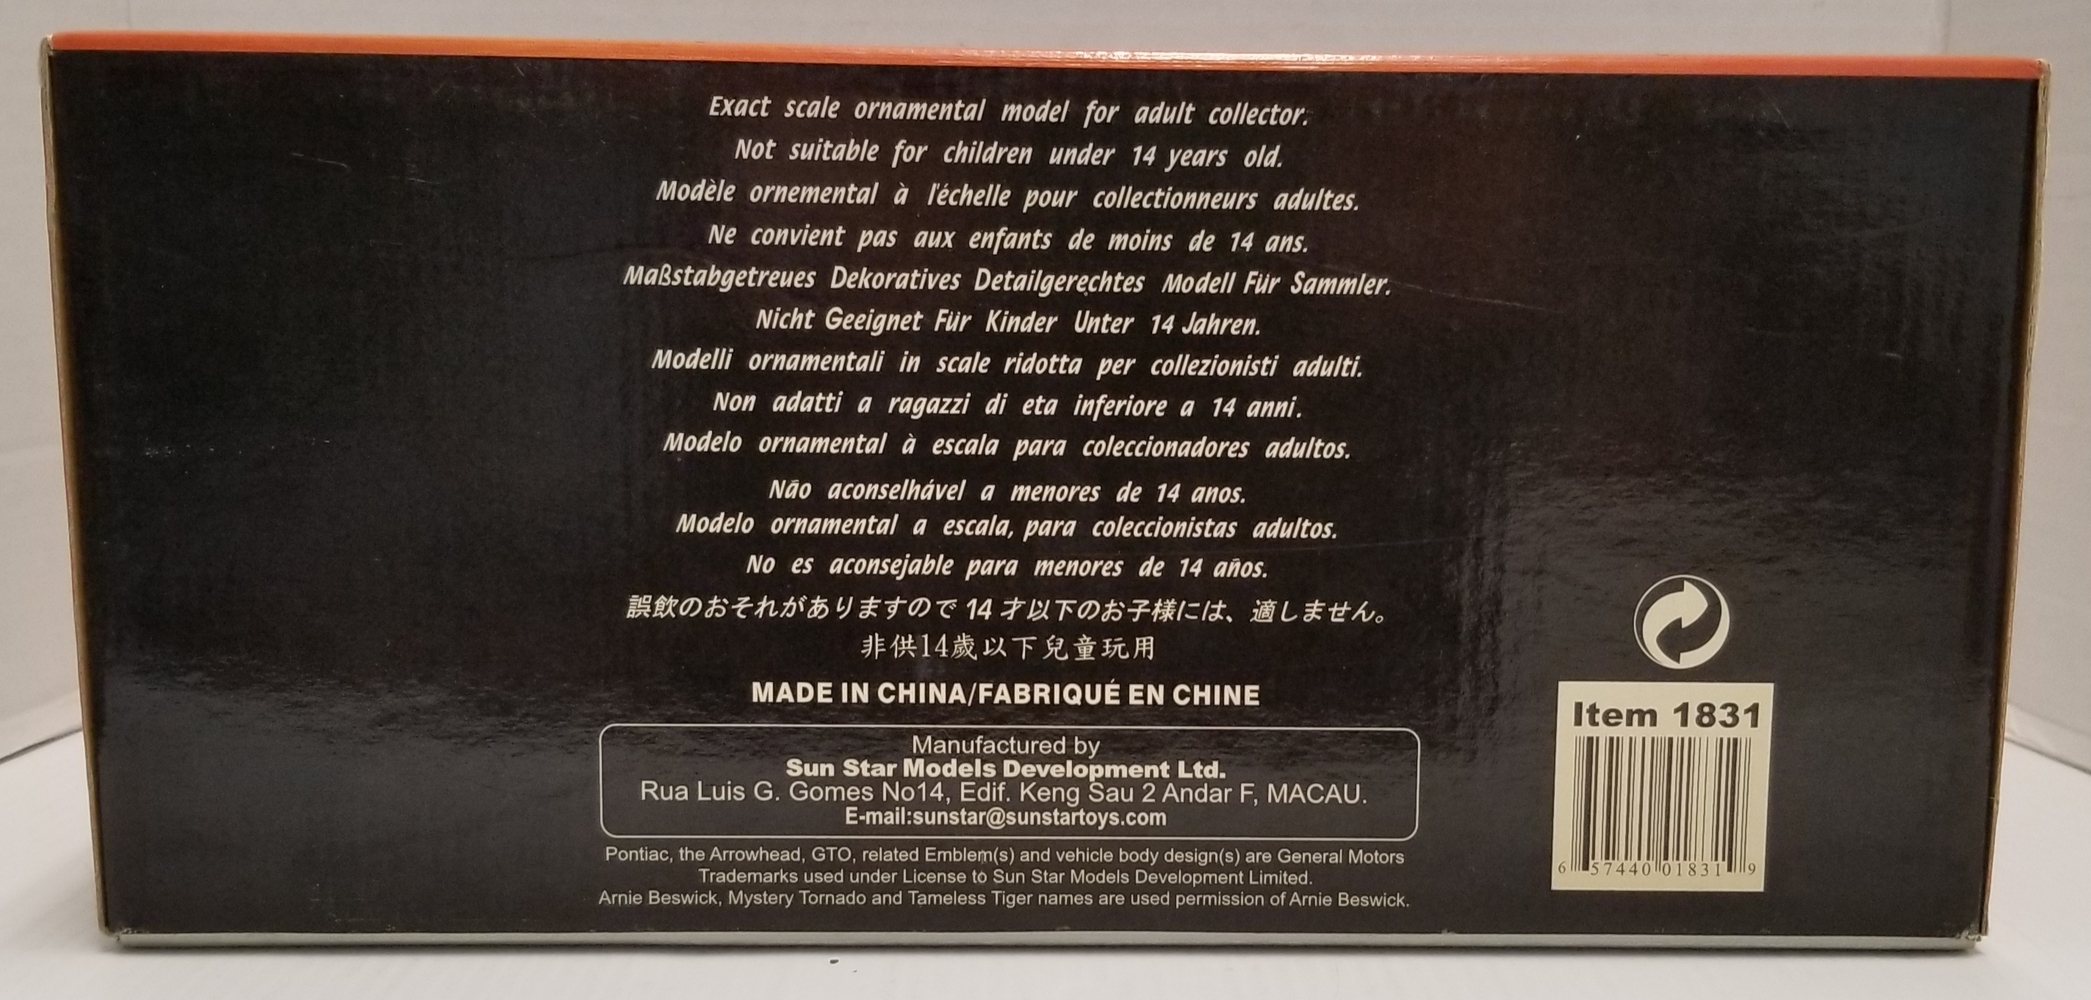 Exact scale ornamental model for adult collector.
Not suitable for children under 14 years old.
Modèle ornemental à l'échelle pour collectionneurs adultes.
Ne convient pas aux enfants de moins de 14 ans.
Maßstabgetreues Dekoratives Detailgerechtes Modell Für Sammler.
Nicht Geeignet Für Kinder Unter 14 Jahren.
Modelli ornamentali in scale ridotta per collezionisti adulti.
Non adatti a ragazzi di eta inferiore a 14 anni.
Modelo ornamental à escala para coleccionadores adultos.
Não aconselhável a menores de 14 anos.
Modelo ornamental a escala, para coleccionistas adultos.
No es aconsejable para menores de 14 años.
誤飲のおそれがありますので 14 才以下のお子様には、適しません。
非供14歲以下兒童玩用
MADE IN CHINA/FABRIQUÉ EN CHINE
Manufactured by
Sun Star Models Development Ltd.
Rua Luis G. Gomes No14, Edif. Keng Sau 2 Andar F, MACAU.
E-mail:sunstar@sunstartoys.com
Pontiac, the Arrowhead, GTO, related Emblem(s) and vehicle body design(s) are General Motors
Trademarks used under License to Sun Star Models Development Limited.
Arnie Beswick, Mystery Tornado and Tameless Tiger names are used permission of Arnie Beswick.
Item 1831
6 57440 01831 9